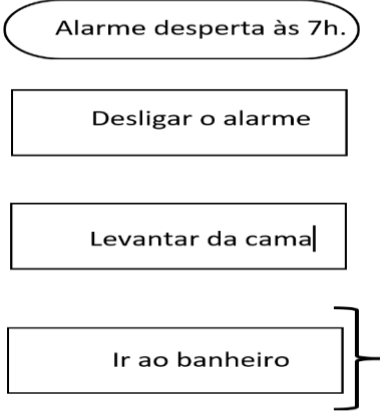 Alarme desperta às 7h.
Desligar o alarme
Levantar da cama
Ir ao banheiro